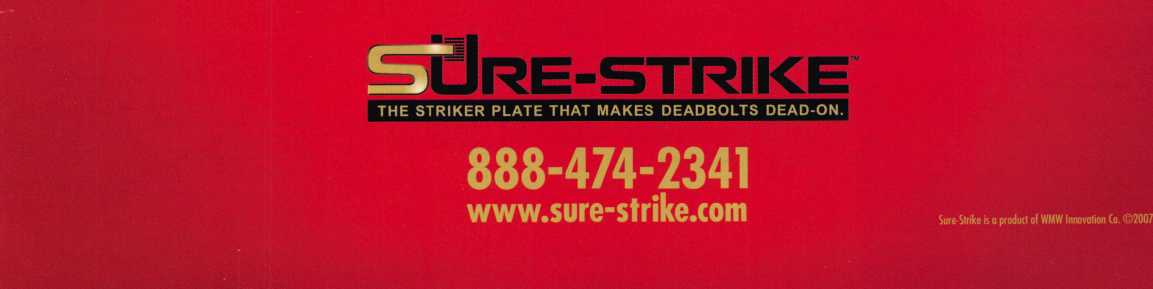 SURE-STRIKE™
THE STRIKER PLATE THAT MAKES DEADBOLTS DEAD-ON.
888-474-2341
www.sure-strike.com
Sure-Strike is a product of WMW Innovation Co. ©2007